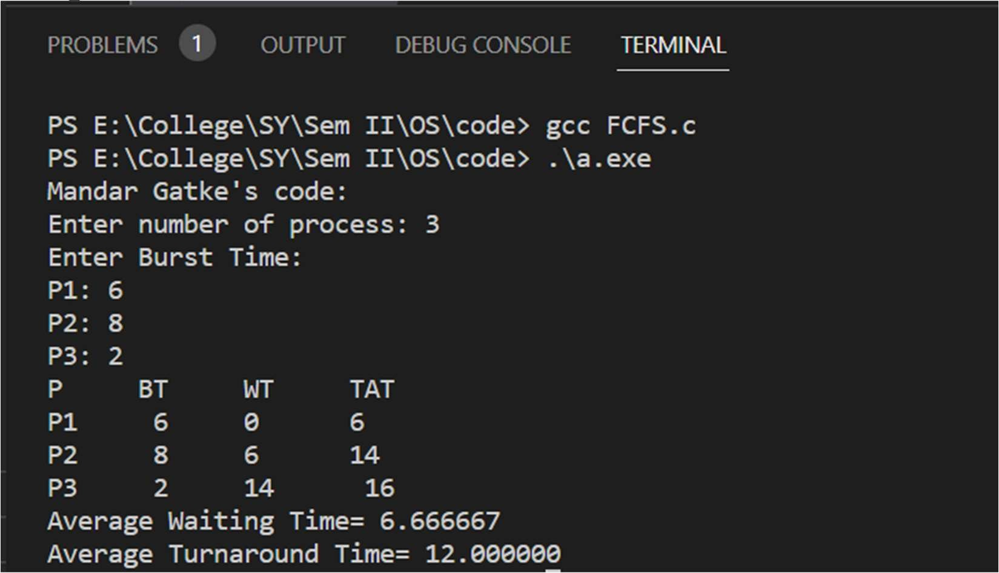 PROBLEMS 1 OUTPUT DEBUG CONSOLE TERMINAL
PS E:\College\SY\Sem II\OS\code> gcc FCFS.c
PS E:\College\SY\Sem II\OS\code> .\a.exe
Mandar Gatke's code:
Enter number of process: 3
Enter Burst Time:
P1: 6
P2: 8
P3: 2
P BT WT TAT
P1 6 0 6
P2 8 6 14
P3 2 14 16
Average Waiting Time= 6.666667
Average Turnaround Time= 12.000000